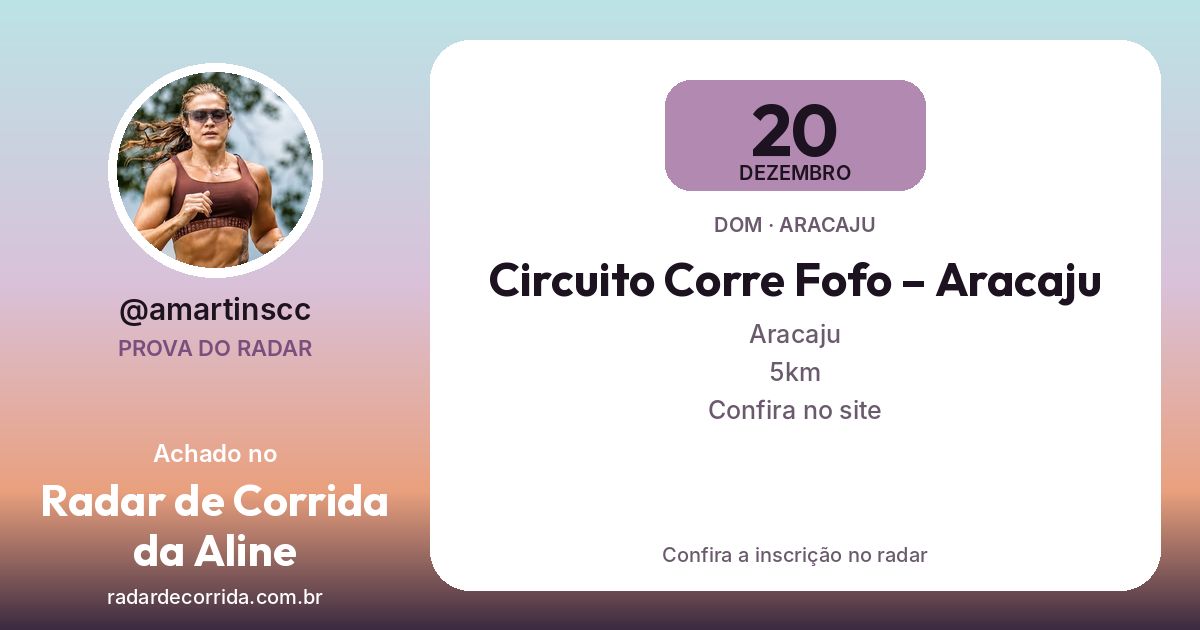 @amartinscc
PROVA DO RADAR
Achado no
Radar de Corrida
da Aline
radardecorrida.com.br
20
DEZEMBRO
DOM · ARACAJU
Circuito Corre Fofo – Aracaju
Aracaju
5km
Confira no site
Confira a inscrição no radar